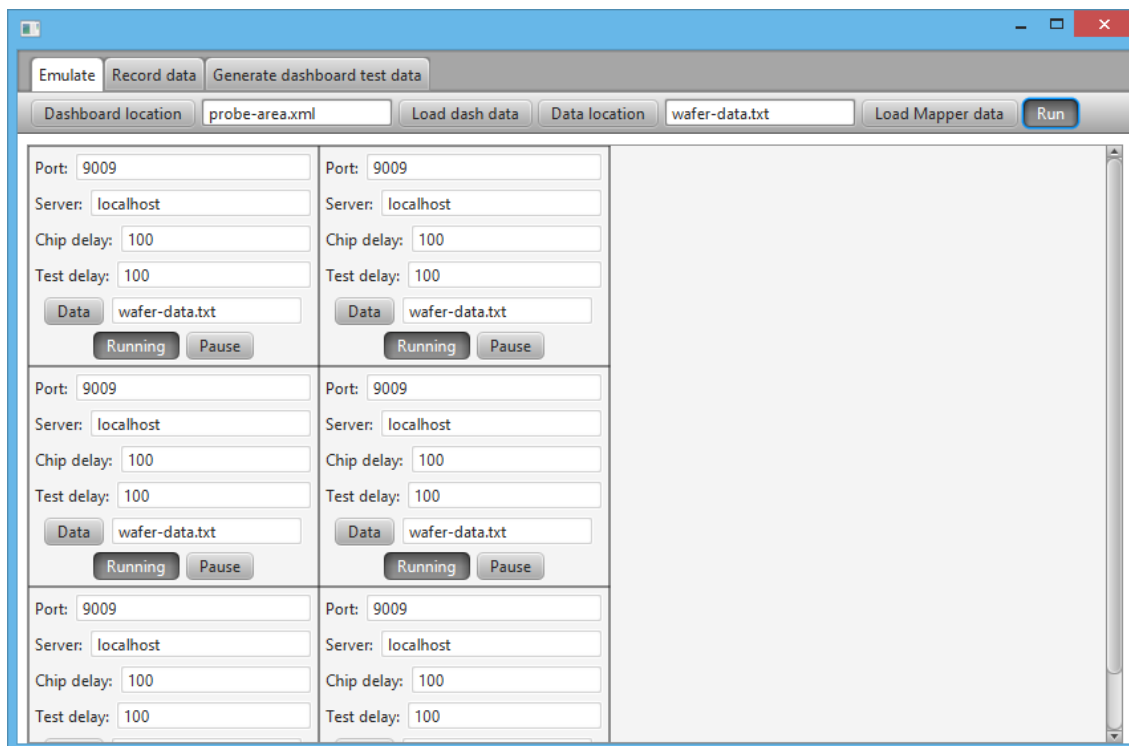 Emulate Record data Generate dashboard test data
Dashboard location probe-area.xml Load dash data Data location wafer-data.txt Load Mapper data Run
Port: 9009 Port: 9009
Server: localhost Server: localhost
Chip delay: 100 Chip delay: 100
Test delay: 100 Test delay: 100
Data wafer-data.txt Data wafer-data.txt
Running Pause Running Pause
Port: 9009 Port: 9009
Server: localhost Server: localhost
Chip delay: 100 Chip delay: 100
Test delay: 100 Test delay: 100
Data wafer-data.txt Data wafer-data.txt
Running Pause Running Pause
Port: 9009 Port: 9009
Server: localhost Server: localhost
Chip delay: 100 Chip delay: 100
Test delay: 100 Test delay: 100